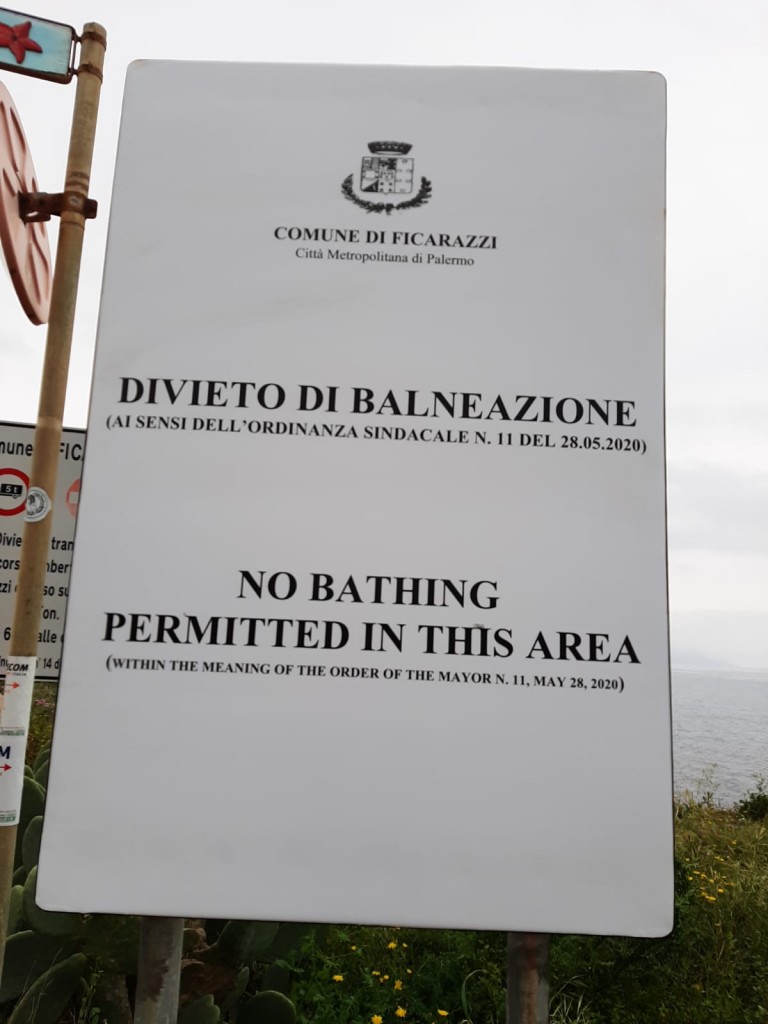 COMUNE DI FICARAZZI
Città Metropolitana di Palermo
DIVIETO DI BALNEAZIONE
(AI SENSI DELL'ORDINANZA SINDACALE N. 11 DEL 28.05.2020)
NO BATHING
PERMITTED IN THIS AREA
(WITHIN THE MEANING OF THE ORDER OF THE MAYOR N. 11, MAY 28, 2020)
5 t
.COM